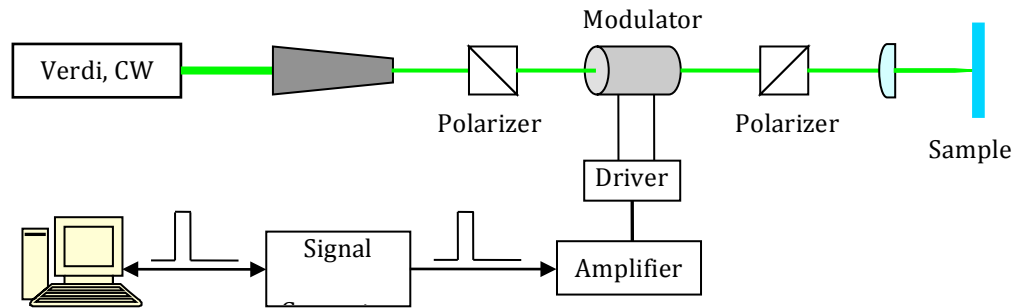 Modulator
Verdi, CW
Polarizer
Polarizer
Sample
Driver
Signal
Amplifier